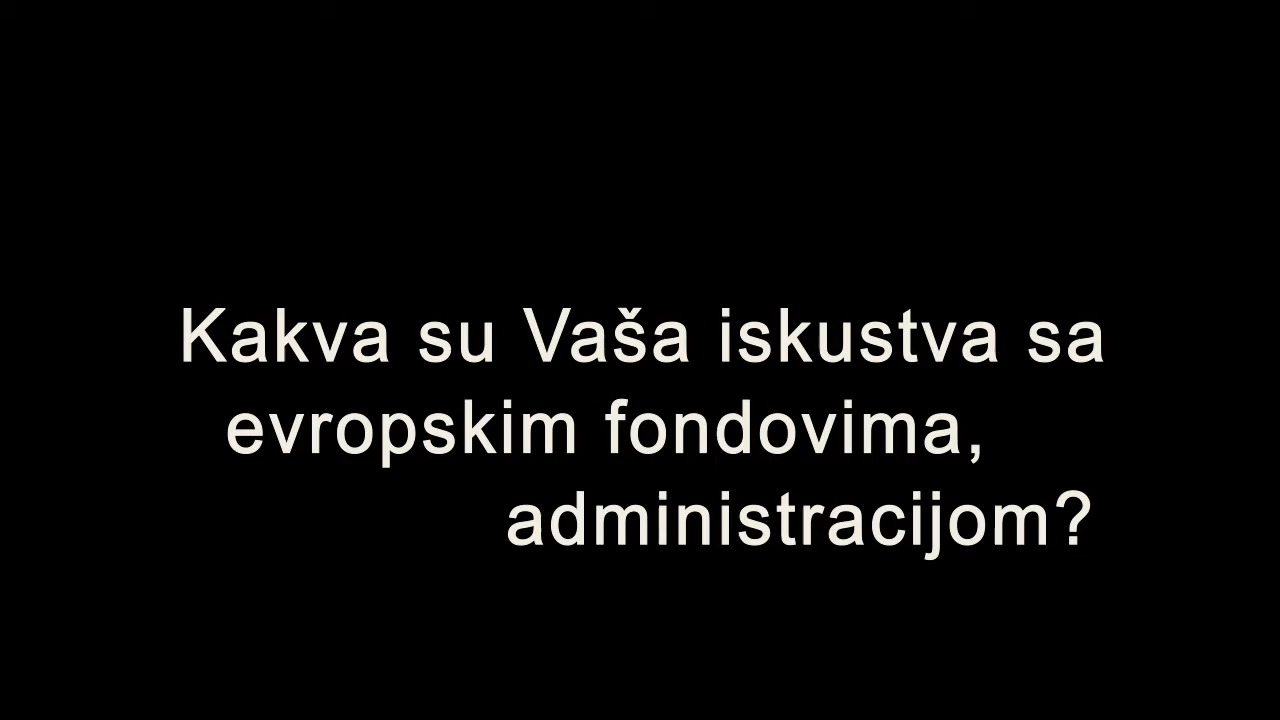 Kakva su Vaša iskustva sa
evropskim fondovima,
administracijom?